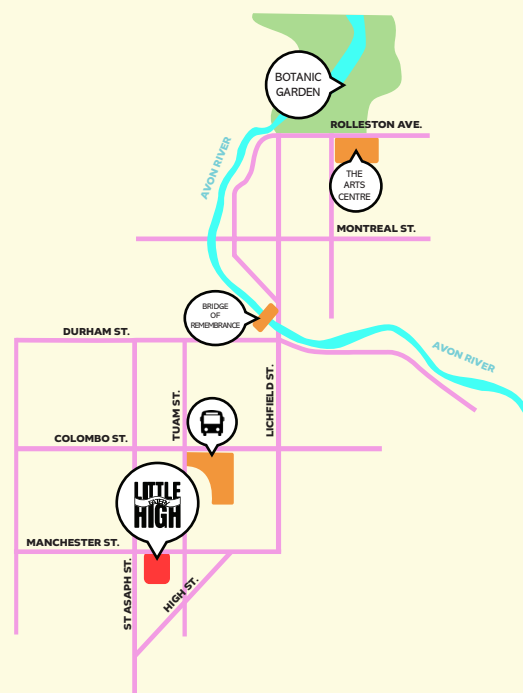 BOTANIC
GARDEN
ROLLESTON AVE.
AVON RIVER
THE
ARTS
CENTRE
MONTREAL ST.
BRIDGE
OF
REMEMBRANCE
DURHAM ST.
AVON RIVER
LICHFIELD ST.
TUAM ST.
COLOMBO ST.
LITTLE
EATERY
HIGH
MANCHESTER ST.
ST ASAPH ST.
HIGH ST.